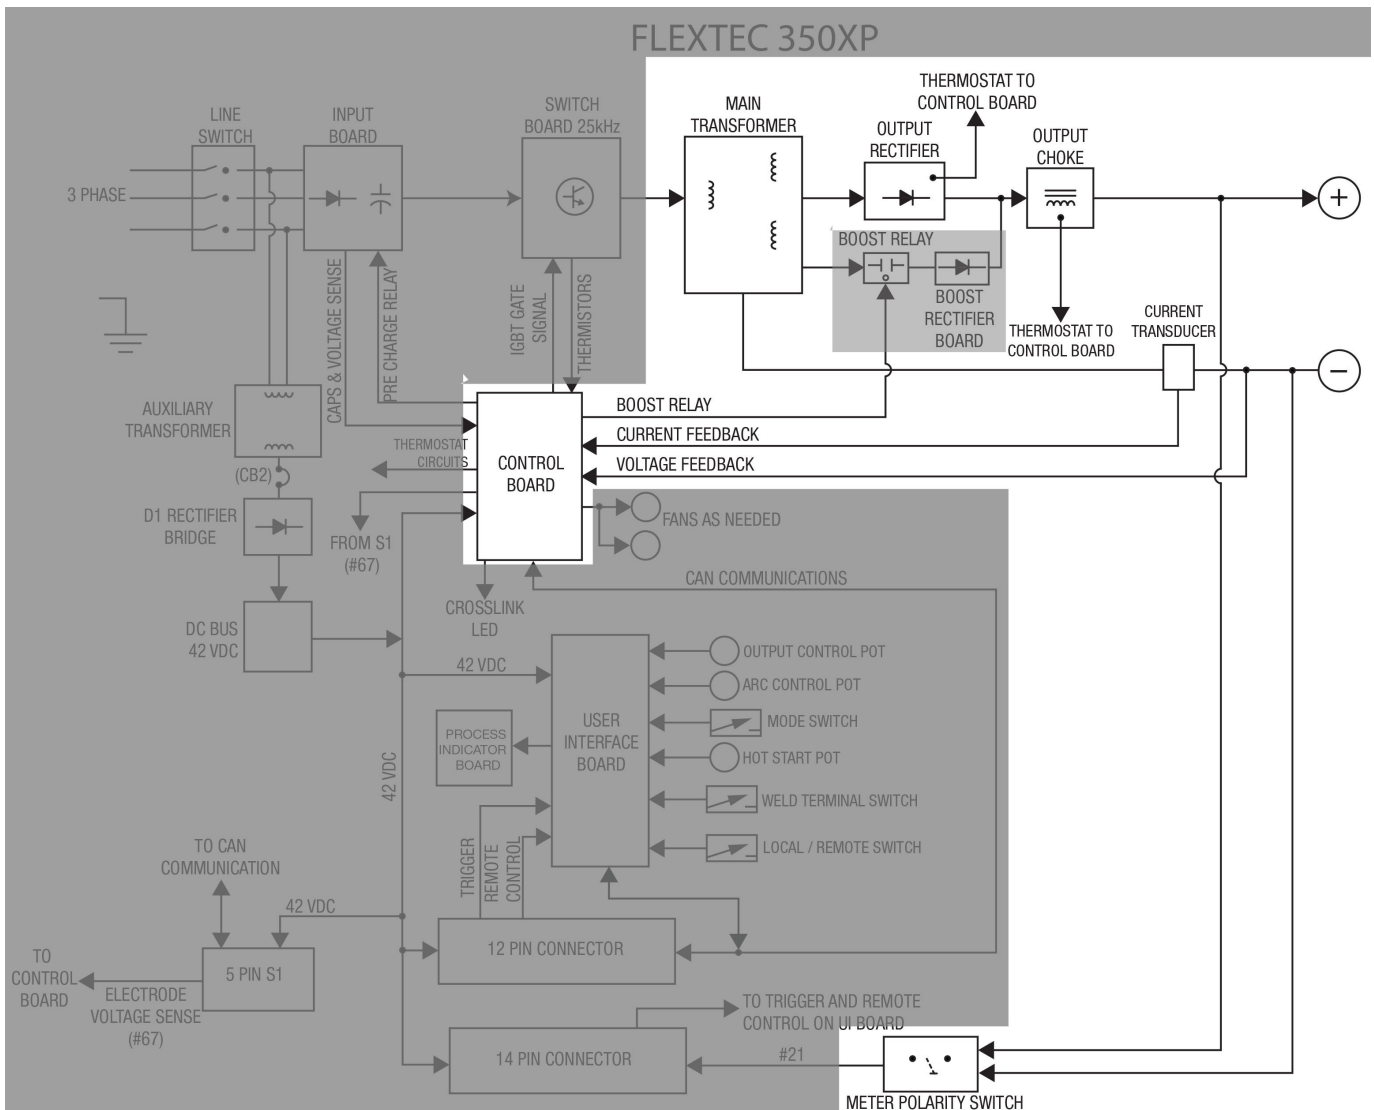 FLEXTEC 350XP
THERMOSTAT TO
CONTROL BOARD
MAIN
TRANSFORMER
SWITCH
BOARD 25kHz
LINE
SWITCH
INPUT
BOARD
OUTPUT
RECTIFIER
OUTPUT
CHOKE
3 PHASE
+
BOOST RELAY
BOOST
RECTIFIER
BOARD
CAPS & VOLTAGE SENSE
PRE CHARGE RELAY
IGBT GATE
SIGNAL
THERMISTORS
THERMOSTAT TO
CONTROL BOARD
CURRENT
TRANSDUCER
−
AUXILIARY
TRANSFORMER
BOOST RELAY
CURRENT FEEDBACK
VOLTAGE FEEDBACK
THERMOSTAT
CIRCUITS
CONTROL
BOARD
(CB2)
D1 RECTIFIER
BRIDGE
FROM S1
(#67)
FANS AS NEEDED
CAN COMMUNICATIONS
CROSSLINK
LED
DC BUS
42 VDC
42 VDC
OUTPUT CONTROL POT
ARC CONTROL POT
MODE SWITCH
HOT START POT
WELD TERMINAL SWITCH
LOCAL / REMOTE SWITCH
USER
INTERFACE
BOARD
PROCESS
INDICATOR
BOARD
42 VDC
TRIGGER
REMOTE
CONTROL
TO CAN
COMMUNICATION
42 VDC
12 PIN CONNECTOR
5 PIN S1
TO
CONTROL
BOARD
ELECTRODE
VOLTAGE SENSE
(#67)
TO TRIGGER AND REMOTE
CONTROL ON UI BOARD
14 PIN CONNECTOR
#21
METER POLARITY SWITCH